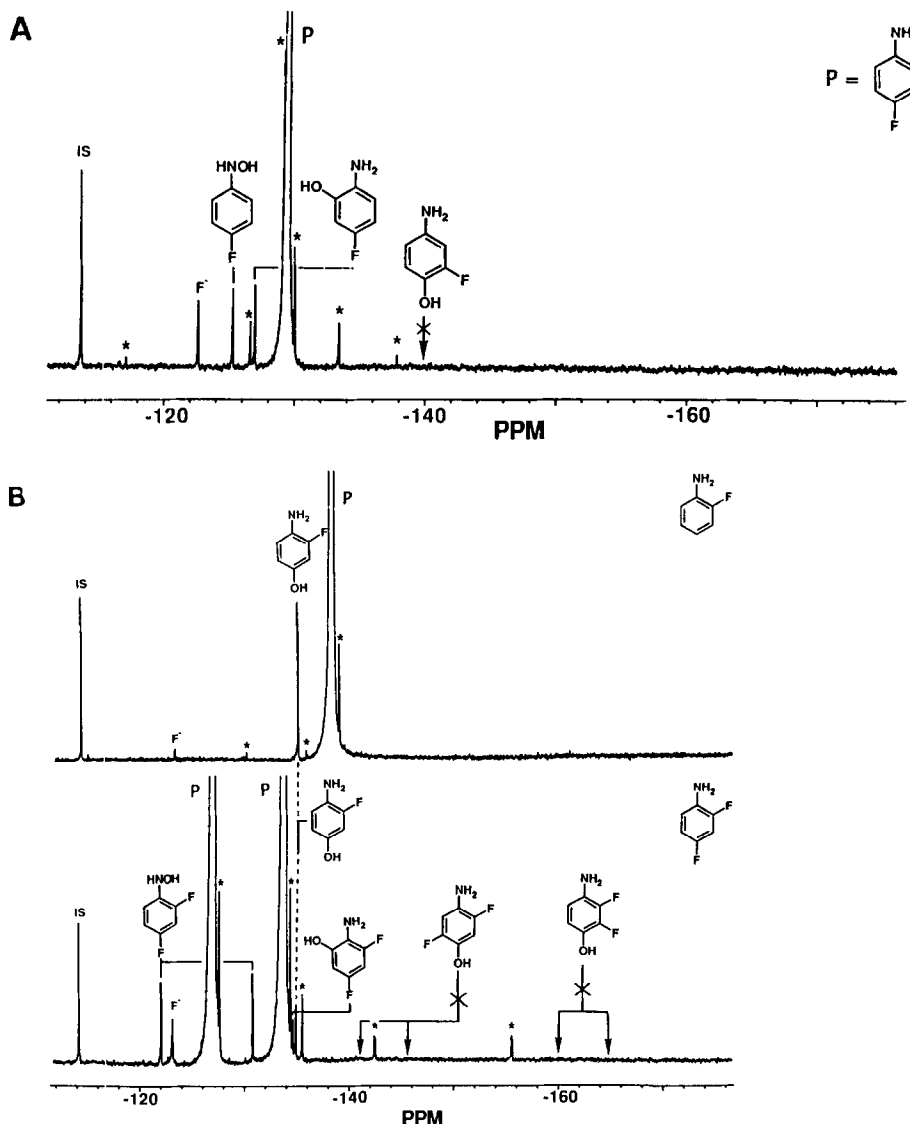 A
*
P
NH
P =
F
IS
HNOH
F
HO
NH₂
F
NH₂
F
OH
F-
*
*
*
*
*
-120
-140
-160
PPM
B
P
NH₂
F
NH₂
F
OH
IS
F-
*
*
*
P
P
NH₂
F
OH
NH₂
F
F
HNOH
F
F
IS
*
*
HO
NH₂
F
F
NH₂
F
F
OH
NH₂
F
F
OH
F-
*
*
*
-120
-140
-160
PPM